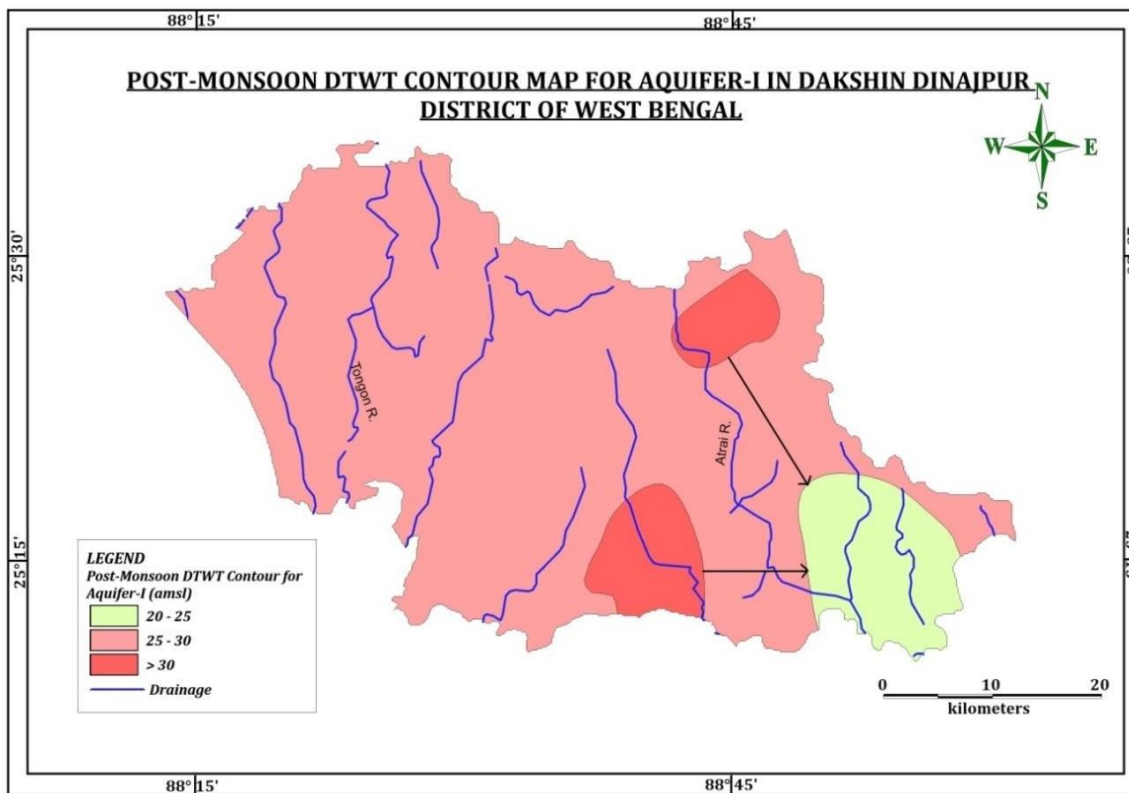 88° 15'
88° 45'
POST-MONSOON DTWT CONTOUR MAP FOR AQUIFER-I IN DAKSHIN DINAJPUR
DISTRICT OF WEST BENGAL
N
W
E
S
25° 30'
Tongon R.
Atrai R.
25° 15'
LEGEND
Post-Monsoon DTWT Contour for
Aquifer-I (amsl)
20 - 25
25 - 30
> 30
Drainage
0 10 20
kilometers
88° 15'
88° 45'